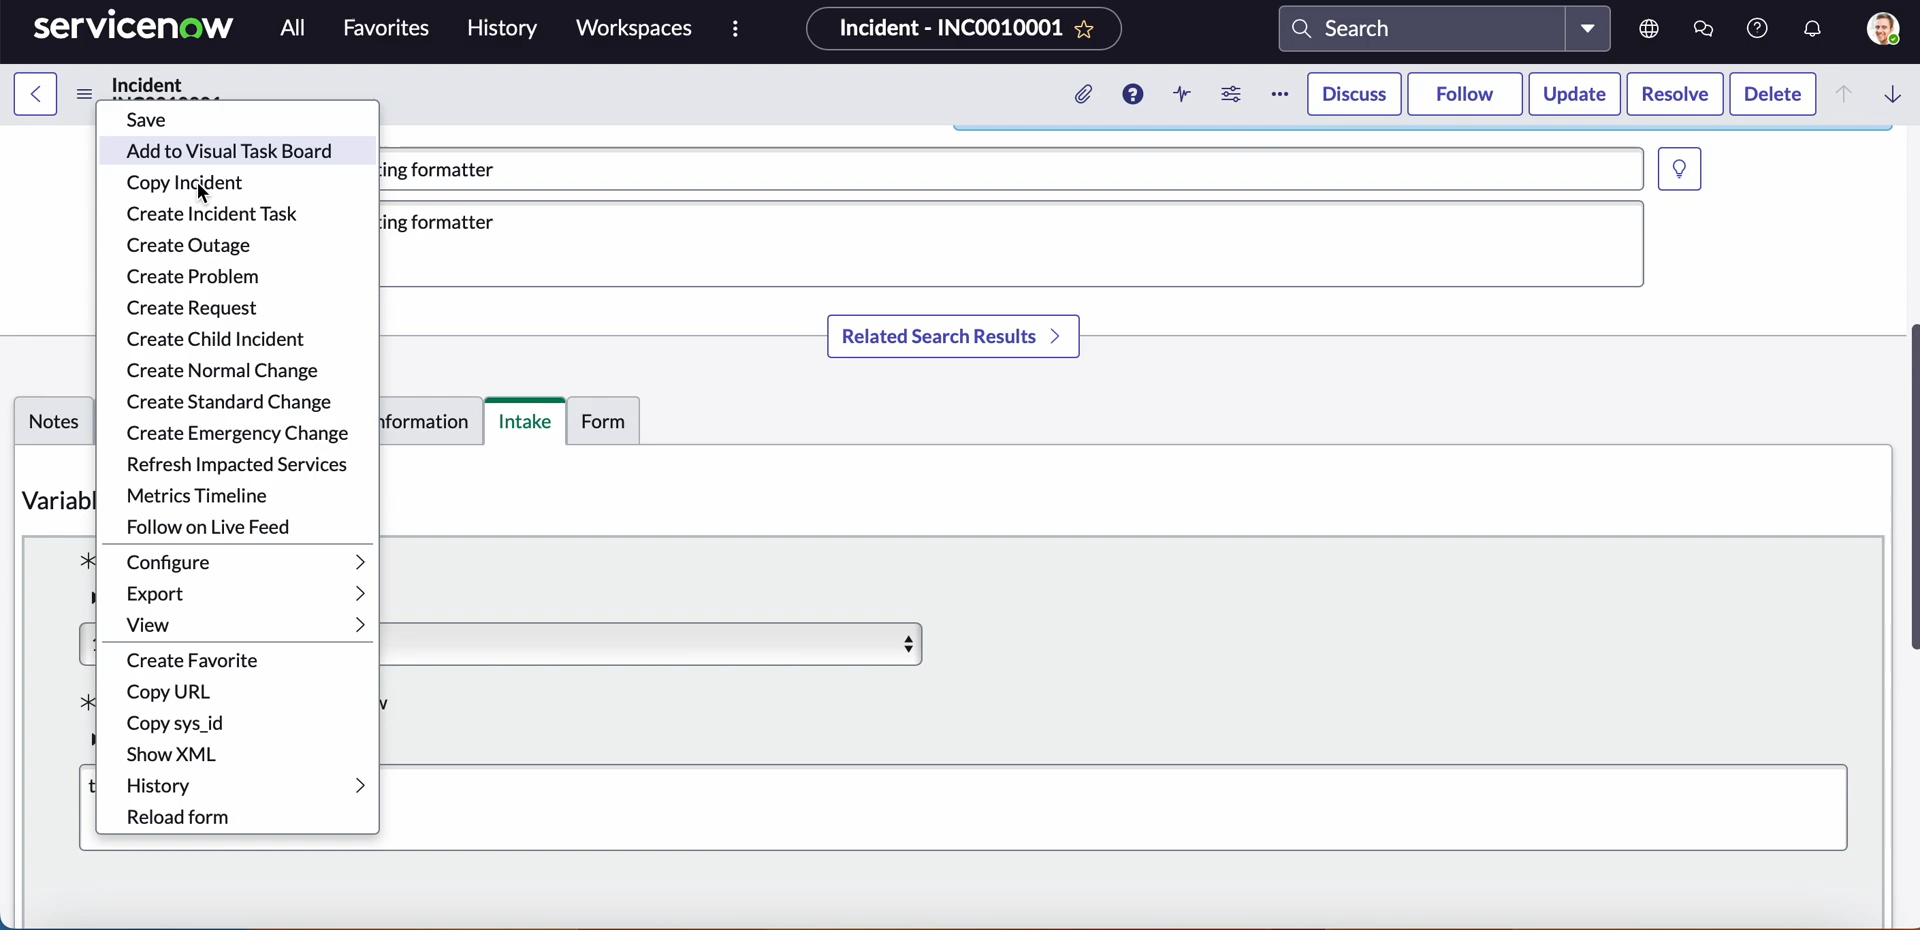 servicenow All Favorites History Workspaces Incident - INC0010001 Search
Incident
Discuss Follow Update Resolve Delete
Save
Add to Visual Task Board
Copy Incident
Create Incident Task
Create Outage
Create Problem
Create Request
Create Child Incident
Create Normal Change
Create Standard Change
Create Emergency Change
Refresh Impacted Services
Metrics Timeline
Follow on Live Feed
Configure
Export
View
Create Favorite
Copy URL
Copy sys_id
Show XML
History
Reload form
ting formatter
ting formatter
Related Search Results
Notes nformation Intake Form
Variabl